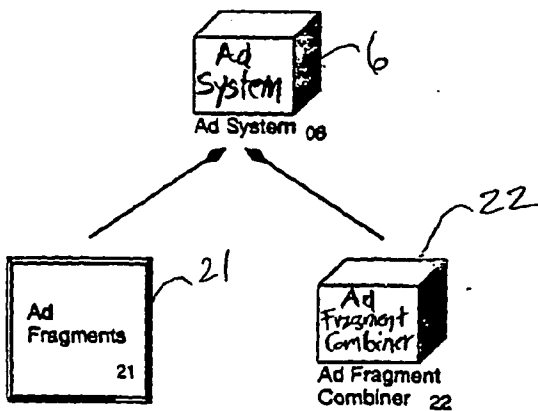 Ad
System
6
Ad System 06
22
21
Ad
Fragments
21
Ad
Fragment
Combiner
Ad Fragment
Combiner 22